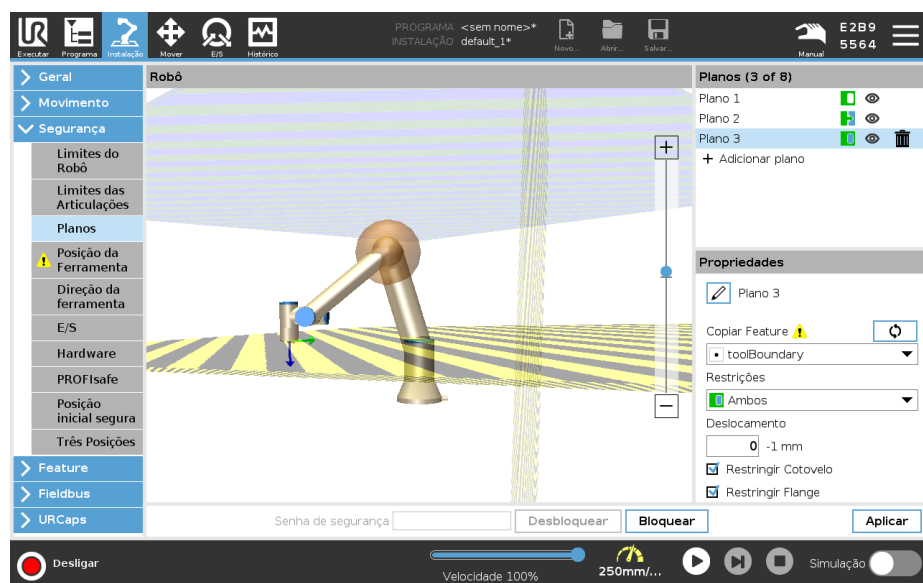 PROGRAMA <sem nome>*
INSTALAÇÃO default_1*
E2B9
5564
Executar Programa Instalação Mover E/S Histórico Novo... Abrir... Salvar... Manual
Geral
Movimento
Segurança
Limites do
Robô
Limites das
Articulações
Planos
Posição da
Ferramenta
Direção da
ferramenta
E/S
Hardware
PROFIsafe
Posição
inicial segura
Três Posições
Feature
Fieldbus
URCaps
Robô
Planos (3 of 8)
Plano 1
Plano 2
Plano 3
+ Adicionar plano
Propriedades
Plano 3
Copiar Feature
toolBoundary
Restrições
Ambos
Deslocamento
0 -1 mm
Restringir Cotovelo
Restringir Flange
Senha de segurança Desbloquear Bloquear Aplicar
Desligar
Velocidade 100%
250mm/...
Simulação